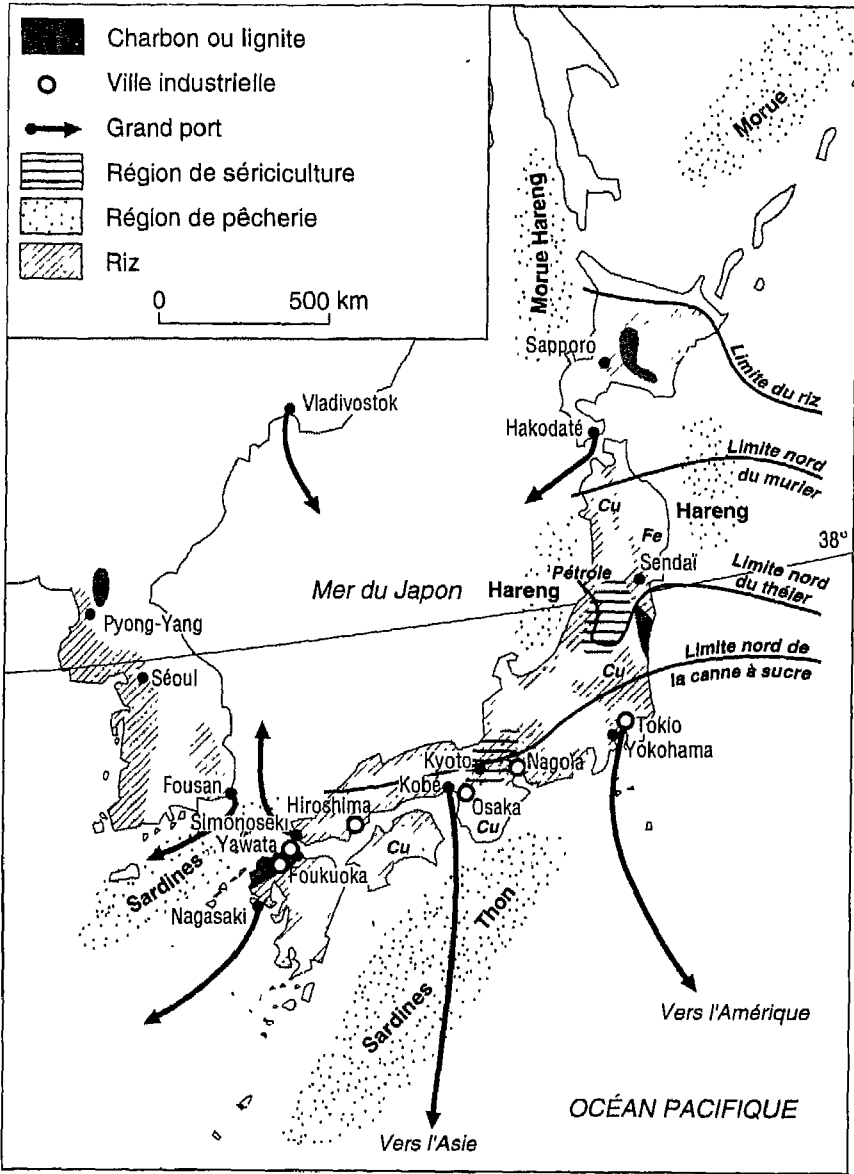 Charbon ou lignite
Ville industrielle
Grand port
Région de sériciculture
Région de pêcherie
Riz
0 500 km
Morue
Morue Hareng
Sapporo
Limite du riz
Vladivostok
Hakodaté
Limite nord
du murier
Cu
Hareng
Fe
38°
Sendaï
Pétrole
Limite nord
du théier
Mer du Japon
Hareng
Pyong-Yang
Limite nord de
la canne à sucre
Cu
Séoul
Tokio
Yokohama
Kyoto
Nagoïa
Fousan
Kobé
Hiroshima
Osaka
Simonoseki
Cu
Yawata
Cu
Sardines
Foukuoka
Nagasaki
Thon
Sardines
Vers l'Amérique
OCÉAN PACIFIQUE
Vers l'Asie